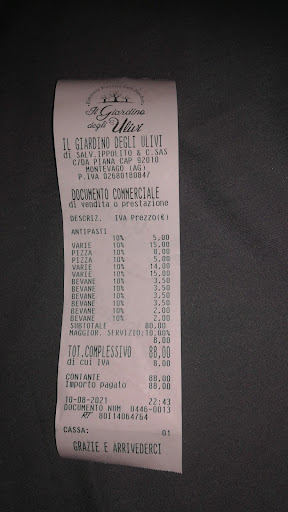 Il Giardino
degli Ulivi
IL GIARDINO DEGLI ULIVI
di SALV.IPPOLITO & C.SAS
C/DA PIANA CAP 92010
MONTEVAGO (AG)
P.IVA 02680180847
DOCUMENTO COMMERCIALE
di vendita o prestazione
DESCRIZ. IVA Prezzo(€)
ANTIPASTI
10% 5,00
VARIE 10% 15,00
PIZZA 10% 8,00
PIZZA 10% 5,00
VARIE 10% 14,00
VARIE 10% 15,00
BEVANE 10% 3,50
BEVANE 10% 3,50
BEVANE 10% 3,50
BEVANE 10% 3,50
BEVANE 10% 2,00
BEVANE 10% 2,00
SUBTOTALE 80,00
MAGGIOR. SERVIZIO:10,00%
8,00
TOT.COMPLESSIVO 88,00
di cui IVA 8,00
CONTANTE 88,00
Importo pagato 88,00
10-08-2021 22:43
DOCUMENTO NUM 0446-0013
RT 80I14064764
CASSA: 01
GRAZIE E ARRIVEDERCI